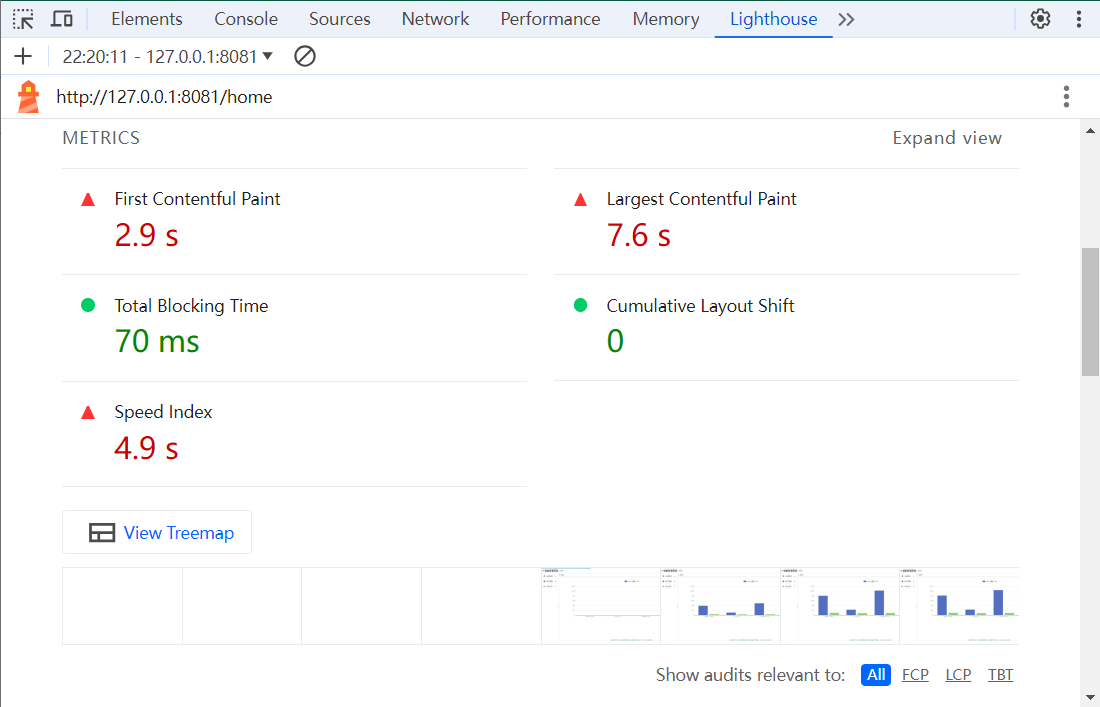 Elements Console Sources Network Performance Memory Lighthouse
22:20:11 - 127.0.0.1:8081
http://127.0.0.1:8081/home
METRICS Expand view
First Contentful Paint Largest Contentful Paint
2.9 s 7.6 s
Total Blocking Time Cumulative Layout Shift
70 ms 0
Speed Index
4.9 s
View Treemap
Show audits relevant to: All FCP LCP TBT